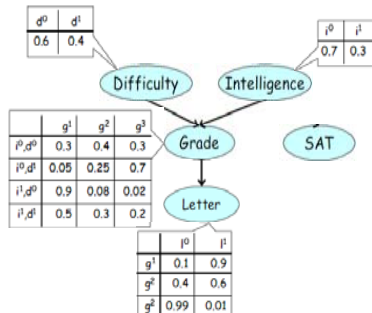 d⁰ d¹
0.6 0.4
i⁰ i¹
0.7 0.3
Difficulty
Intelligence
g¹ g² g³
i⁰,d⁰ 0.3 0.4 0.3
i⁰,d¹ 0.05 0.25 0.7
i¹,d⁰ 0.9 0.08 0.02
i¹,d¹ 0.5 0.3 0.2
Grade
SAT
Letter
l⁰ l¹
g¹ 0.1 0.9
g² 0.4 0.6
g² 0.99 0.01